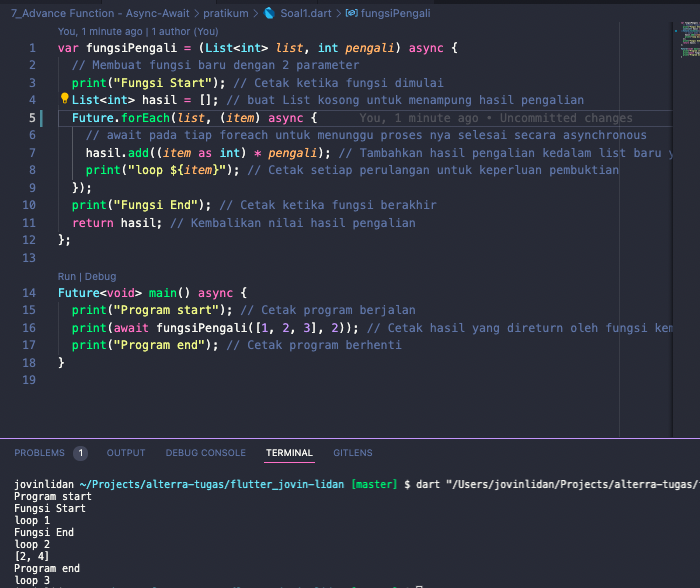 7_Advance Function - Async-Await > pratikum > Soal1.dart > fungsiPengali
You, 1 minute ago | 1 author (You)
1 var fungsiPengali = (List<int> list, int pengali) async {
2 // Membuat fungsi baru dengan 2 parameter
3 print("Fungsi Start"); // Cetak ketika fungsi dimulai
4 List<int> hasil = []; // buat List kosong untuk menampung hasil pengalian
5 Future.forEach(list, (item) async { You, 1 minute ago • Uncommitted changes
6 // await pada tiap foreach untuk menunggu proses nya selesai secara asynchronous
7 hasil.add((item as int) * pengali); // Tambahkan hasil pengalian kedalam list baru y
8 print("loop ${item}"); // Cetak setiap perulangan untuk keperluan pembuktian
9 });
10 print("Fungsi End"); // Cetak ketika fungsi berakhir
11 return hasil; // Kembalikan nilai hasil pengalian
12 };
13
Run | Debug
14 Future<void> main() async {
15 print("Program start"); // Cetak program berjalan
16 print(await fungsiPengali([1, 2, 3], 2)); // Cetak hasil yang direturn oleh fungsi kem
17 print("Program end"); // Cetak program berhenti
18 }
19
PROBLEMS 1 OUTPUT DEBUG CONSOLE TERMINAL GITLENS
jovinlidan ~/Projects/alterra-tugas/flutter_jovin-lidan [master] $ dart "/Users/jovinlidan/Projects/alterra-tugas/
Program start
Fungsi Start
loop 1
Fungsi End
loop 2
[2, 4]
Program end
loop 3